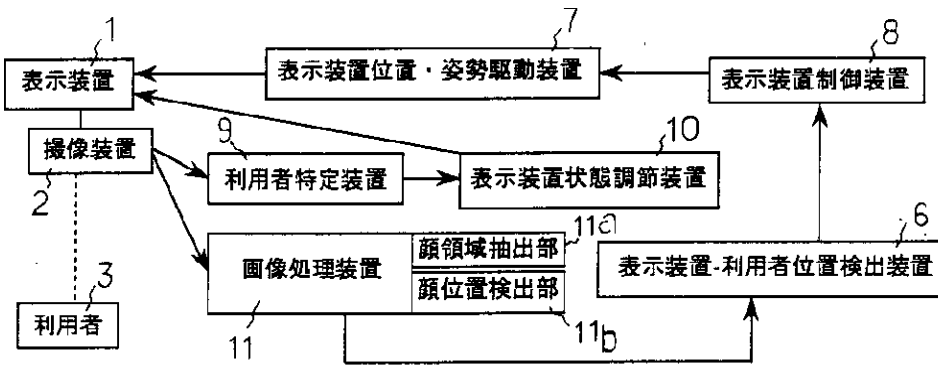 1
7
8
表示装置
表示装置位置・姿勢駆動装置
表示装置制御装置
撮像装置
2
9
利用者特定装置
10
表示装置状態調節装置
画像処理装置
11
顔領域抽出部
11a
顔位置検出部
11b
6
表示装置-利用者位置検出装置
3
利用者